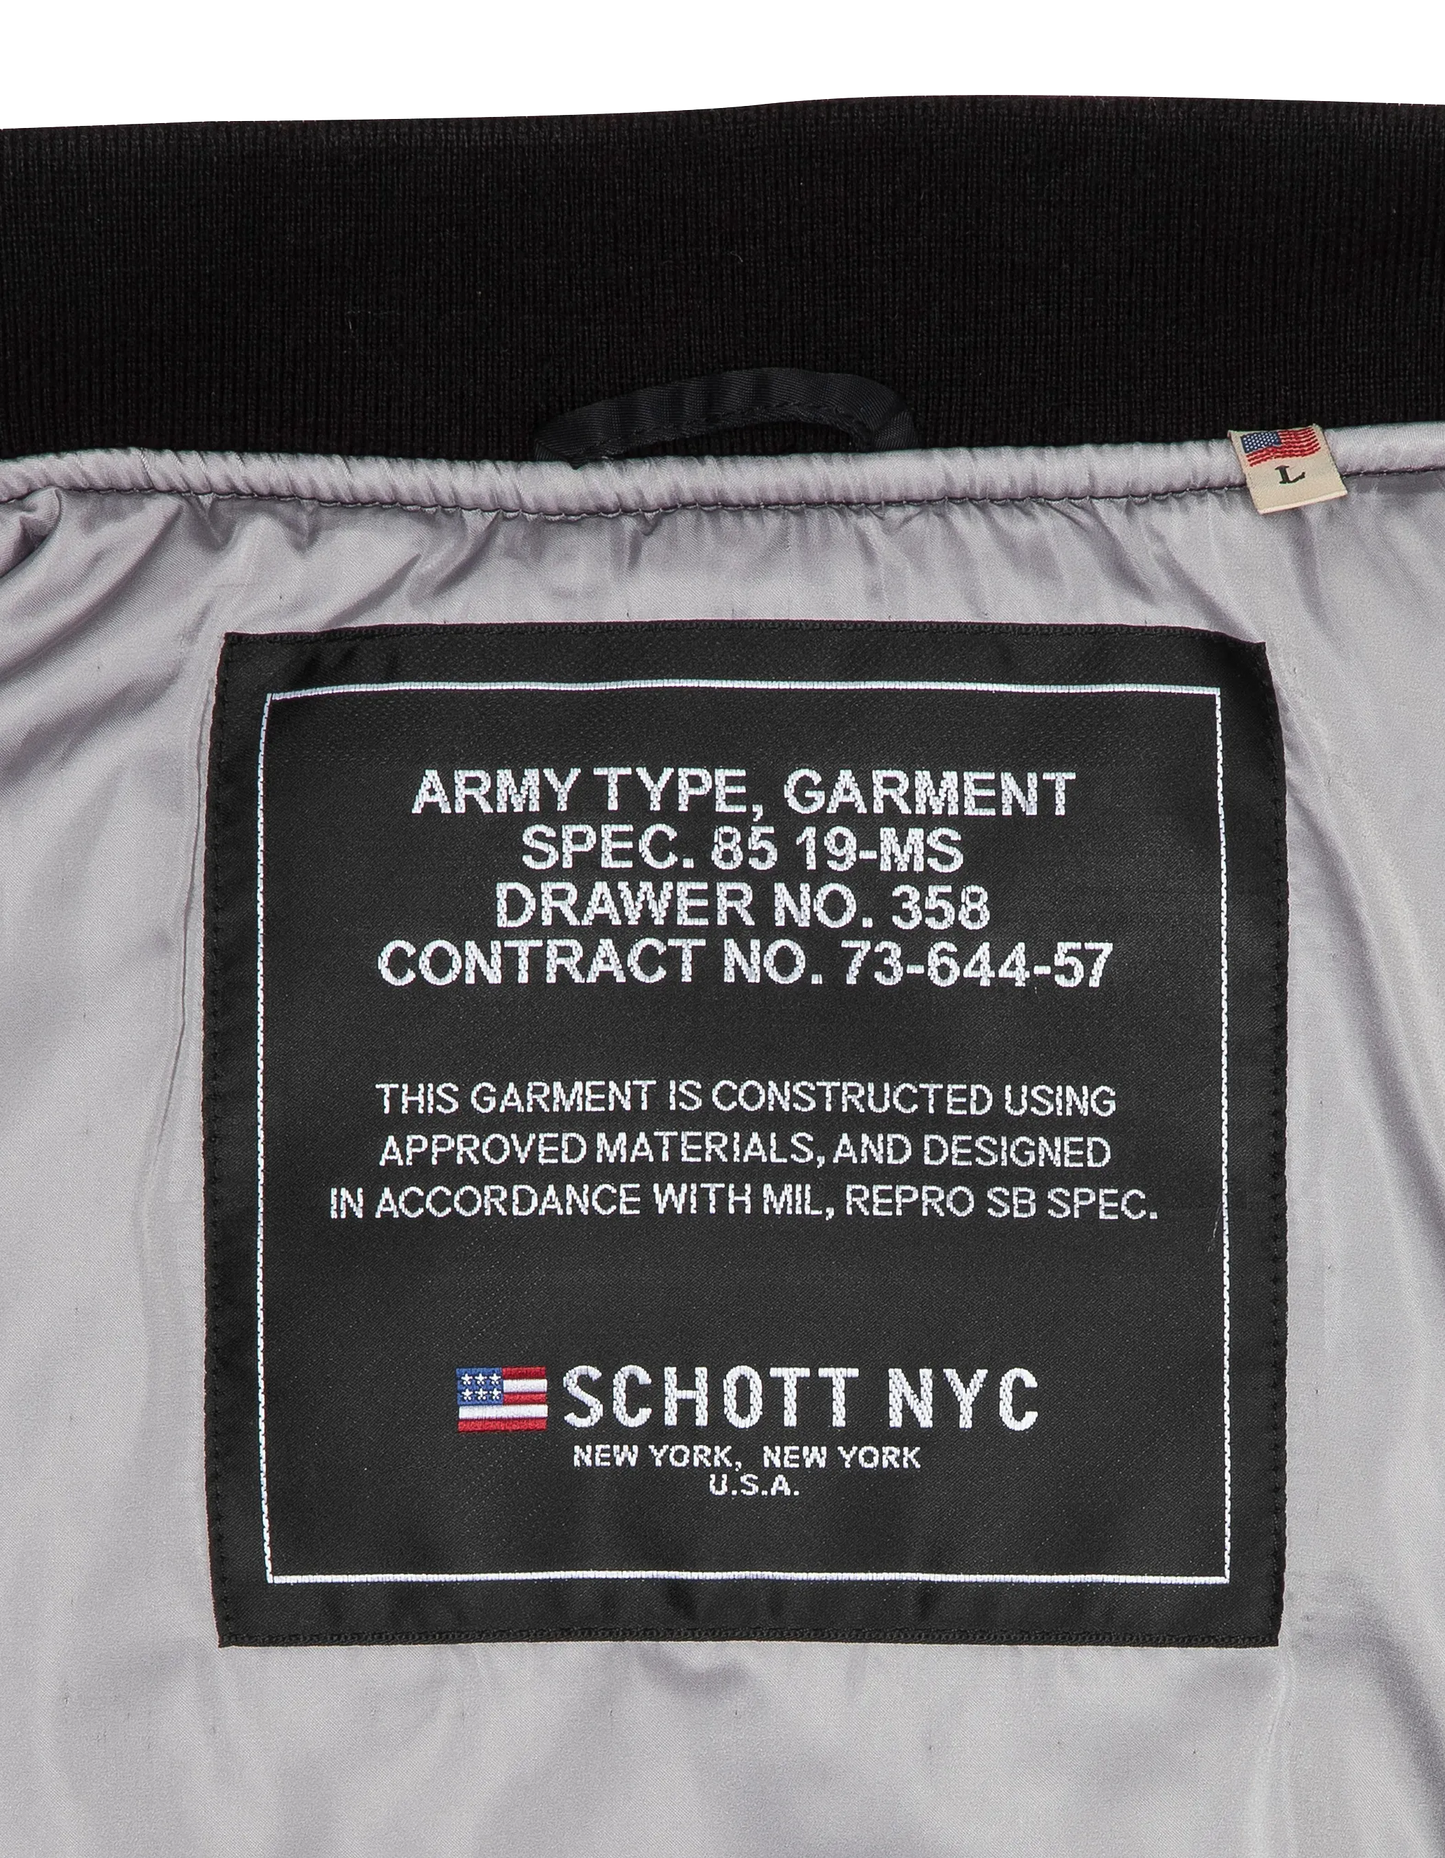 L
ARMY TYPE, GARMENT
SPEC. 85 19-MS
DRAWER NO. 358
CONTRACT NO. 73-644-57
THIS GARMENT IS CONSTRUCTED USING
APPROVED MATERIALS, AND DESIGNED
IN ACCORDANCE WITH MIL, REPRO SB SPEC.
SCHOTT NYC
NEW YORK, NEW YORK
U.S.A.